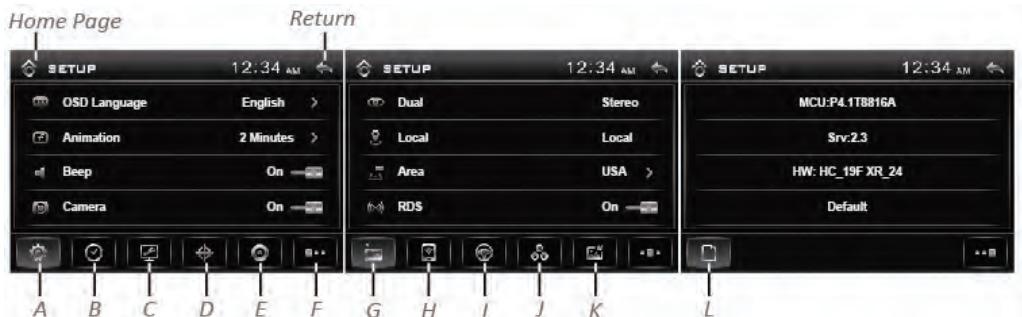 Home Page Return
SETUP 12:34 AM
OSD Language English >
Animation 2 Minutes >
Beep On
Camera On
A B C D E F
SETUP 12:34 AM
Dual Stereo
Local Local
Area USA >
RDS On
G H I J K
SETUP 12:34 AM
MCU:P4.1T8816A
Srv:2.3
HW: HC_19F XR_24
Default
L